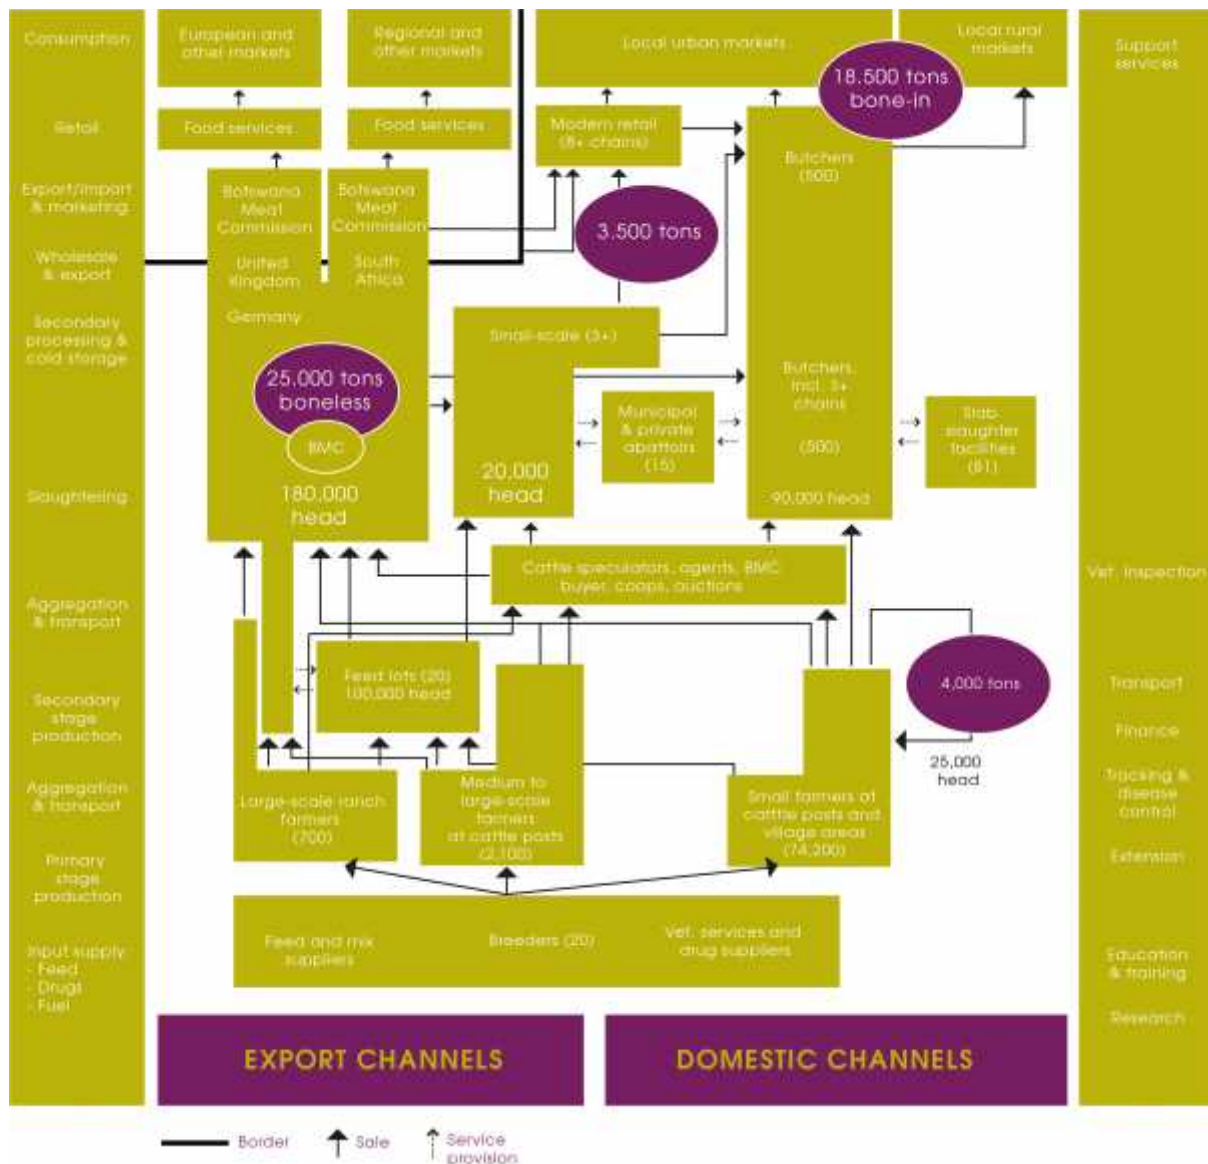 Consumption
Retail
Export/import
& marketing
Wholesale
& export
Secondary
processing &
cold storage
Slaughtering
Aggregation
& transport
Secondary
stage
production
Aggregation
& transport
Primary
stage
production
Input supply
- Feed
- Drugs
- Fuel
European and
other markets
Regional and
other markets
Local urban markets
Local rural
markets
18.500 tons
bone-in
Food services
Food services
Modern retail
(8+ chains)
Butchers
(500)
Botswana
Meat
Commission
United
Kingdom
Germany
Botswana
Meat
Commission
South
Africa
3.500 tons
Small-scale (3+)
25.000 tons
boneless
BMC
180.000
head
20,000
head
Municipal
& private
abattoirs
(15)
Butchers,
incl. 3+
chains
(500)
90,000 head
Slab
slaughter
facilities
(81)
Cattle speculators, agents, BMC
buyer, coops, auctions
Feed lots (20)
100,000 head
4,000 tons
25,000
head
Large-scale ranch
farmers
(700)
Medium to
large-scale
farmers
at cattle posts
(2,100)
Small farmers at
catttle posts and
village areas
(74,200)
Feed and mix
suppliers
Breeders (20)
Vet. services and
drug suppliers
EXPORT CHANNELS
DOMESTIC CHANNELS
Support
services
Vet. inspection
Transport
Finance
Tracking &
disease
control
Extension
Education
& training
Research
Border
Sale
Service
provision